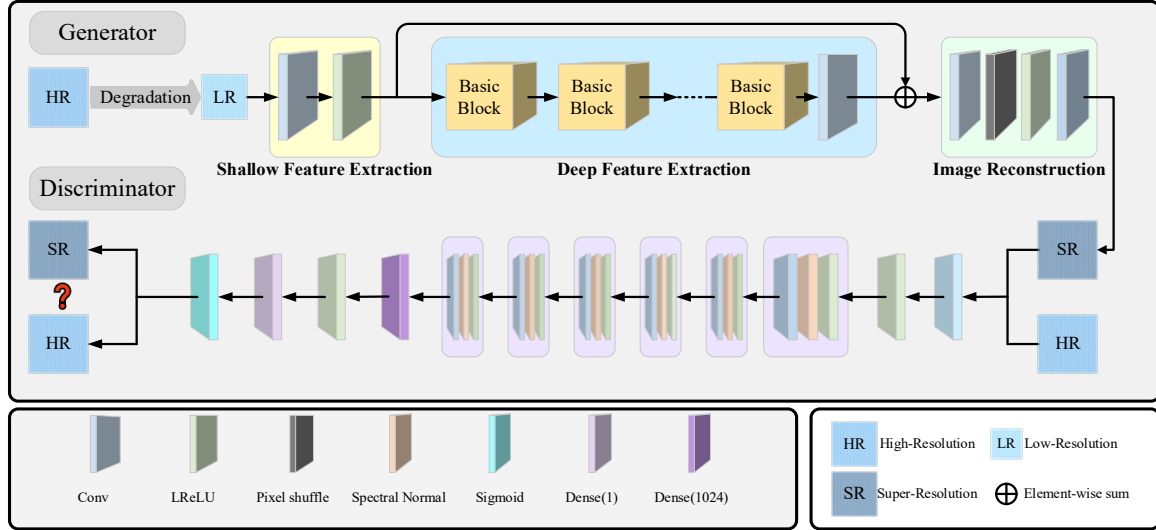 Generator
HR
Degradation
LR
Basic
Block
Basic
Block
Basic
Block
Shallow Feature Extraction
Deep Feature Extraction
Image Reconstruction
Discriminator
SR
?
HR
SR
HR
Conv
LReLU
Pixel shuffle
Spectral Normal
Sigmoid
Dense(1)
Dense(1024)
HR
High-Resolution
LR
Low-Resolution
SR
Super-Resolution
Element-wise sum